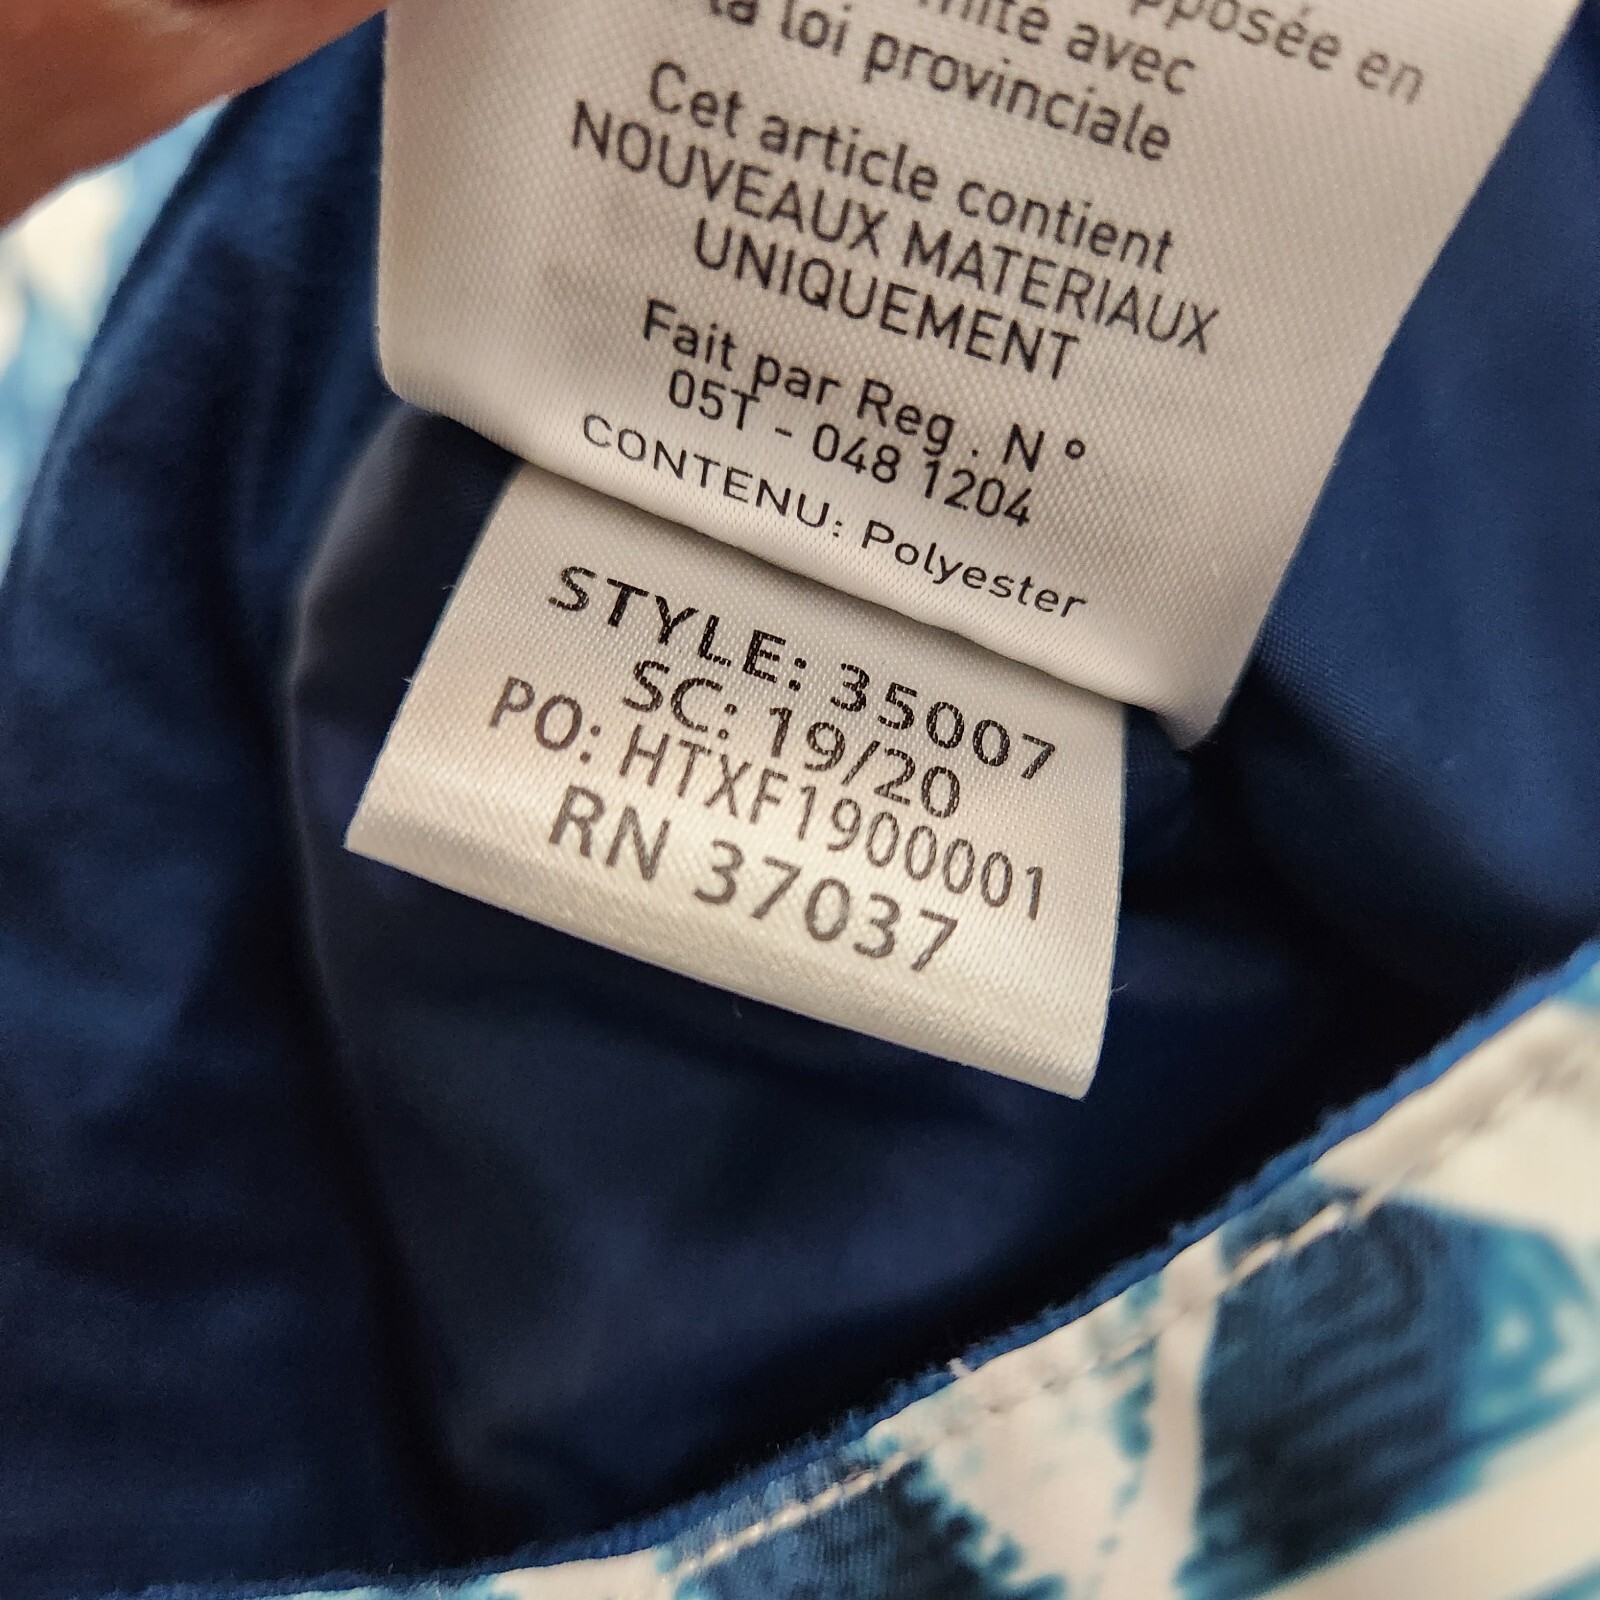 en
avec
la loi provinciale
Cet article contient
NOUVEAUX MATERIAUX
UNIQUEMENT
Fait par Reg . N °
05T - 048 1204
CONTENU: Polyester
STYLE: 35007
SC: 19/20
PO: HTXF1900001
RN 37037